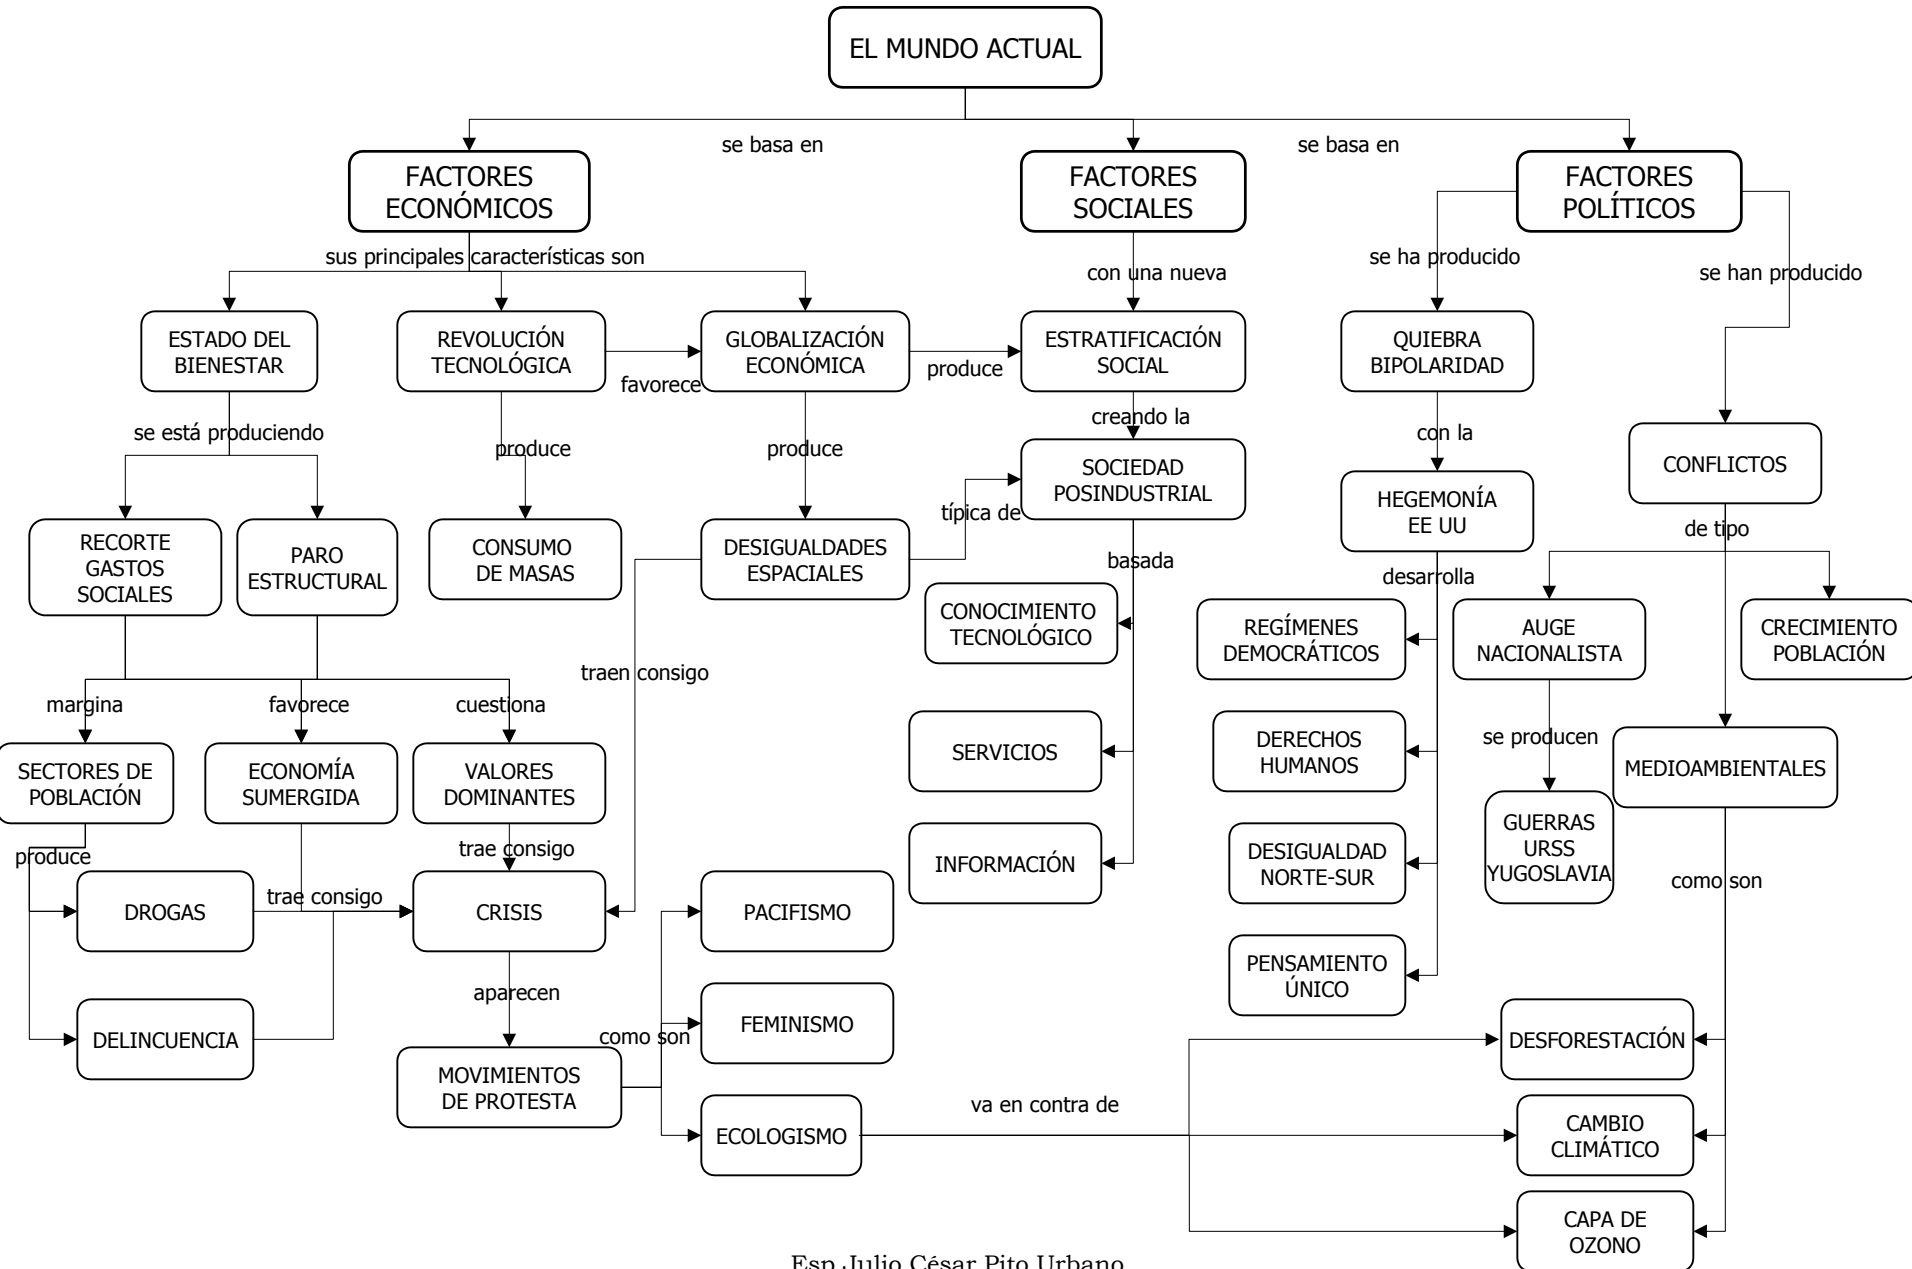 EL MUNDO ACTUAL
se basa en
se basa en
FACTORES
ECONÓMICOS
FACTORES
SOCIALES
FACTORES
POLÍTICOS
sus principales características son
con una nueva
se ha producido
se han producido
ESTADO DEL
BIENESTAR
REVOLUCIÓN
TECNOLÓGICA
favorece
GLOBALIZACIÓN
ECONÓMICA
produce
ESTRATIFICACIÓN
SOCIAL
QUIEBRA
BIPOLARIDAD
se está produciendo
produce
produce
creando la
con la
CONFLICTOS
SOCIEDAD
POSINDUSTRIAL
HEGEMONÍA
EE UU
típica de
de tipo
RECORTE
GASTOS
SOCIALES
PARO
ESTRUCTURAL
CONSUMO
DE MASAS
DESIGUALDADES
ESPACIALES
basada
desarrolla
CONOCIMIENTO
TECNOLÓGICO
REGÍMENES
DEMOCRÁTICOS
AUGE
NACIONALISTA
CRECIMIENTO
POBLACIÓN
traen consigo
margina
favorece
cuestiona
SERVICIOS
DERECHOS
HUMANOS
se producen
MEDIOAMBIENTALES
SECTORES DE
POBLACIÓN
ECONOMÍA
SUMERGIDA
VALORES
DOMINANTES
GUERRAS
URSS
YUGOSLAVIA
produce
trae consigo
INFORMACIÓN
DESIGUALDAD
NORTE-SUR
como son
DROGAS
trae consigo
CRISIS
PACIFISMO
PENSAMIENTO
ÚNICO
aparecen
DELINCUENCIA
como son
FEMINISMO
DESFORESTACIÓN
MOVIMIENTOS
DE PROTESTA
ECOLOGISMO
va en contra de
CAMBIO
CLIMÁTICO
CAPA DE
OZONO
Esp.Julio César Pito Urbano